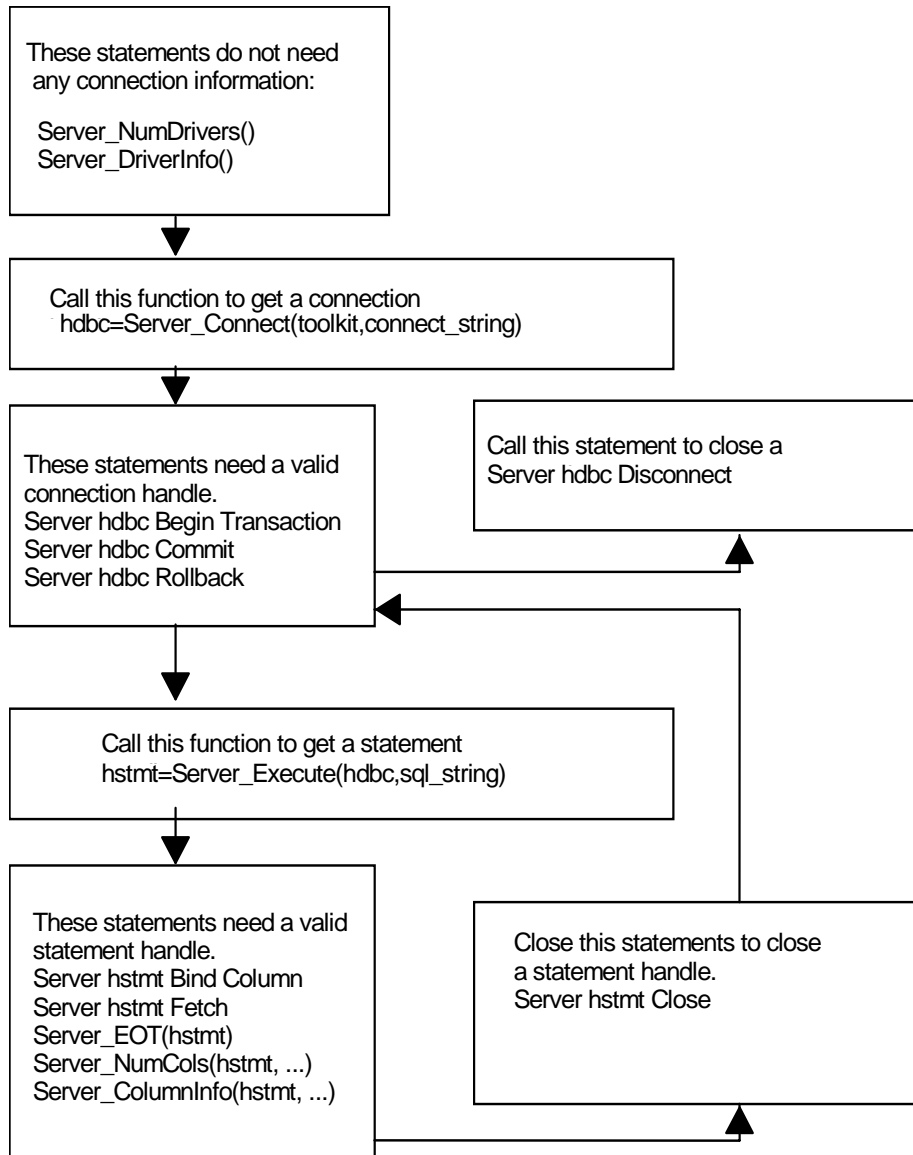 These statements do not need
any connection information:
Server_NumDrivers()
Server_DriverInfo()
Call this function to get a connection
hdbc=Server_Connect(toolkit,connect_string)
These statements need a valid
connection handle.
Server hdbc Begin Transaction
Server hdbc Commit
Server hdbc Rollback
Call this statement to close a
Server hdbc Disconnect
Call this function to get a statement
hstmt=Server_Execute(hdbc,sql_string)
These statements need a valid
statement handle.
Server hstmt Bind Column
Server hstmt Fetch
Server_EOT(hstmt)
Server_NumCols(hstmt, ...)
Server_ColumnInfo(hstmt, ...)
Close this statements to close
a statement handle.
Server hstmt Close